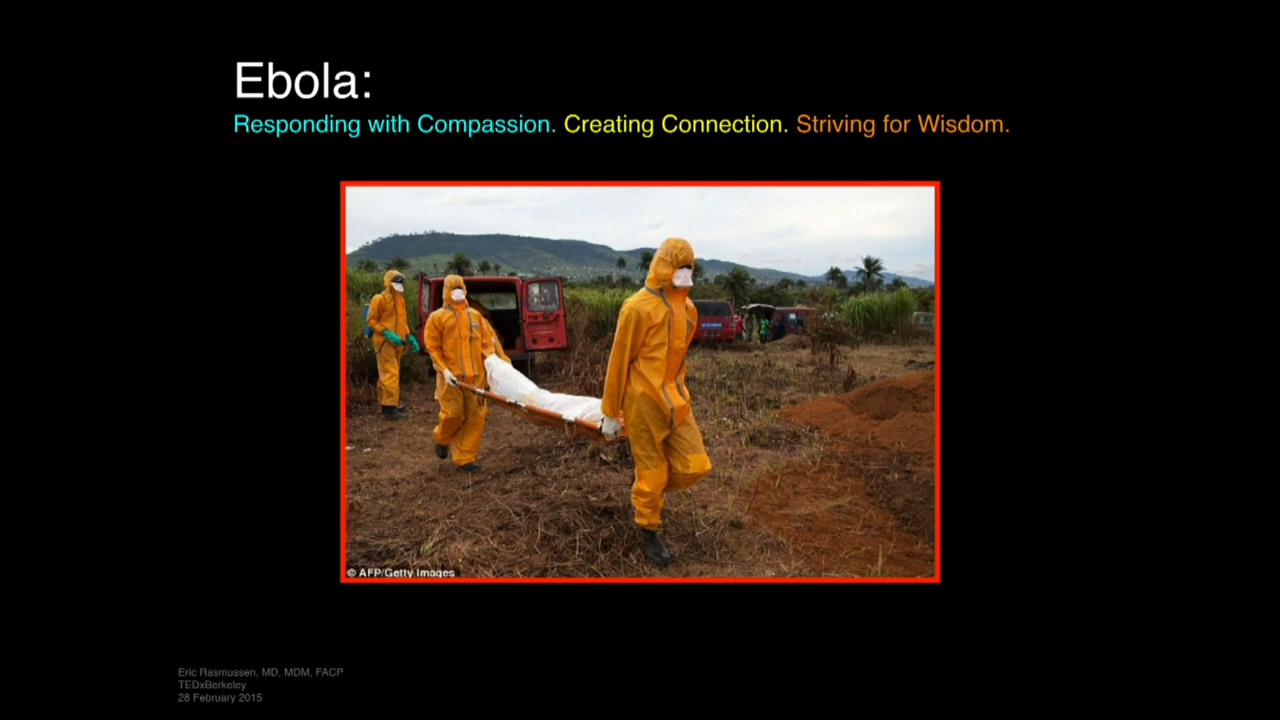 Ebola:
Responding with Compassion. Creating Connection. Striving for Wisdom.
© AFP/Getty Images
Eric Rasmussen, MD, MDM, FACP
TEDxBerkeley
28 February 2015